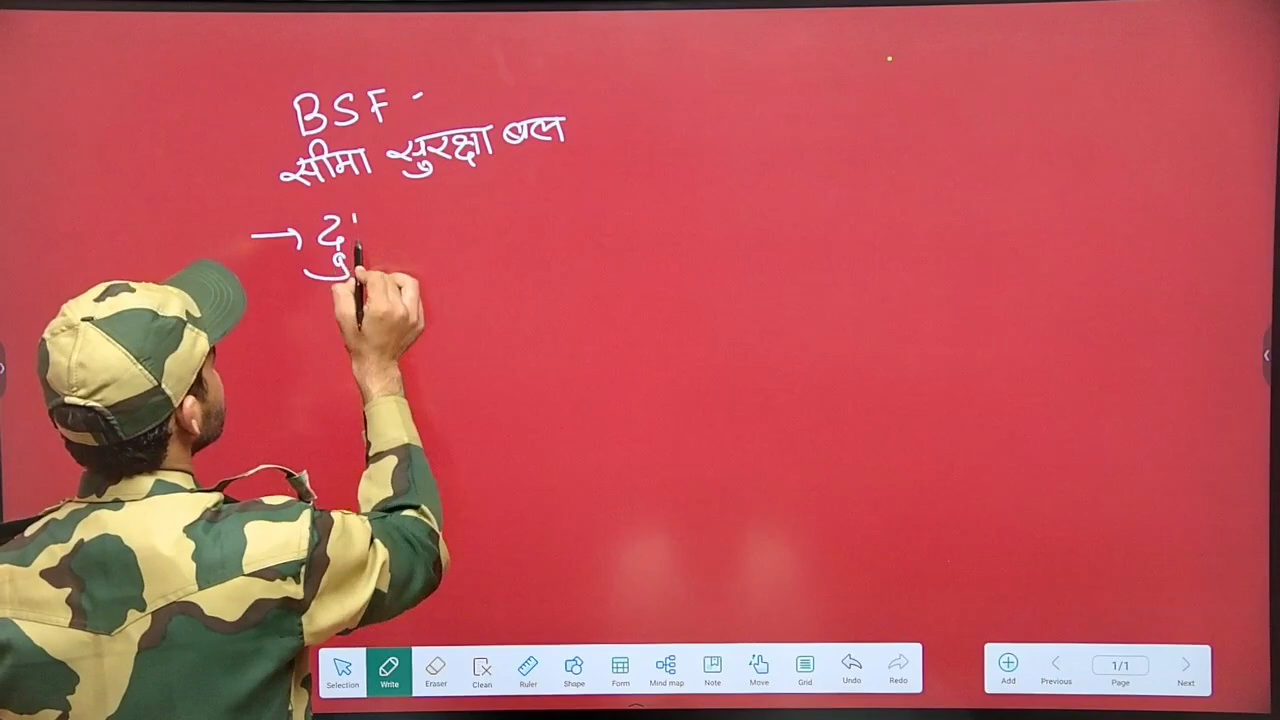 BSF -
सीमा सुरक्षा बल
→ दु
Selection Write Eraser Clean Ruler Shape Form Mind map Note Move Grid Undo Redo
Add Previous 1/1 Page Next